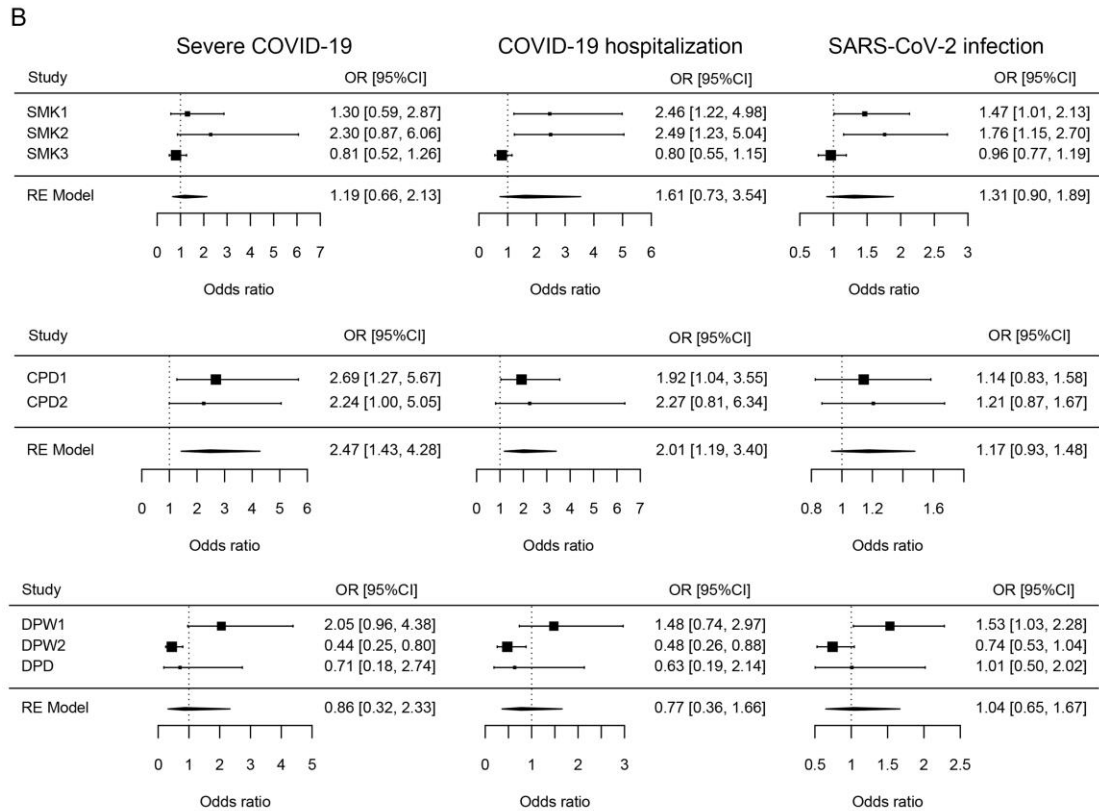 B
Severe COVID-19 COVID-19 hospitalization SARS-CoV-2 infection
Study OR [95%CI] OR [95%CI] OR [95%CI]
SMK1 1.30 [0.59, 2.87] 2.46 [1.22, 4.98] 1.47 [1.01, 2.13]
SMK2 2.30 [0.87, 6.06] 2.49 [1.23, 5.04] 1.76 [1.15, 2.70]
SMK3 0.81 [0.52, 1.26] 0.80 [0.55, 1.15] 0.96 [0.77, 1.19]
RE Model 1.19 [0.66, 2.13] 1.61 [0.73, 3.54] 1.31 [0.90, 1.89]
0 1 2 3 4 5 6 7 0 1 2 3 4 5 6 0.5 1 1.5 2 2.5 3
Odds ratio Odds ratio Odds ratio
Study OR [95%CI] OR [95%CI] OR [95%CI]
CPD1 2.69 [1.27, 5.67] 1.92 [1.04, 3.55] 1.14 [0.83, 1.58]
CPD2 2.24 [1.00, 5.05] 2.27 [0.81, 6.34] 1.21 [0.87, 1.67]
RE Model 2.47 [1.43, 4.28] 2.01 [1.19, 3.40] 1.17 [0.93, 1.48]
0 1 2 3 4 5 6 0 1 2 3 4 5 6 7 0.8 1 1.2 1.6
Odds ratio Odds ratio Odds ratio
Study OR [95%CI] OR [95%CI] OR [95%CI]
DPW1 2.05 [0.96, 4.38] 1.48 [0.74, 2.97] 1.53 [1.03, 2.28]
DPW2 0.44 [0.25, 0.80] 0.48 [0.26, 0.88] 0.74 [0.53, 1.04]
DPD 0.71 [0.18, 2.74] 0.63 [0.19, 2.14] 1.01 [0.50, 2.02]
RE Model 0.86 [0.32, 2.33] 0.77 [0.36, 1.66] 1.04 [0.65, 1.67]
0 1 2 3 4 5 0 1 2 3 0.5 1 1.5 2 2.5
Odds ratio Odds ratio Odds ratio